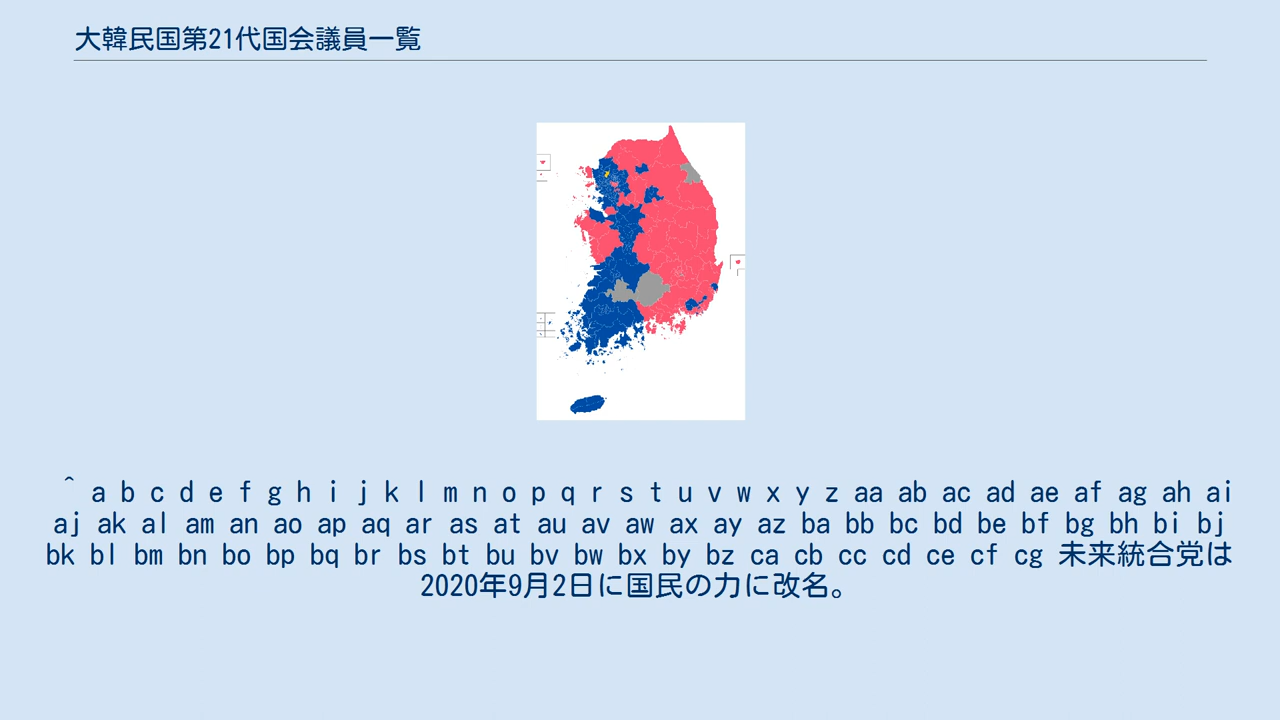 大韓民国第21代国会議員一覧
^ a b c d e f g h i j k l m n o p q r s t u v w x y z aa ab ac ad ae af ag ah ai
aj ak al am an ao ap aq ar as at au av aw ax ay az ba bb bc bd be bf bg bh bi bj
bk bl bm bn bo bp bq br bs bt bu bv bw bx by bz ca cb cc cd ce cf cg 未来統合党は
2020年9月2日に国民の力に改名。